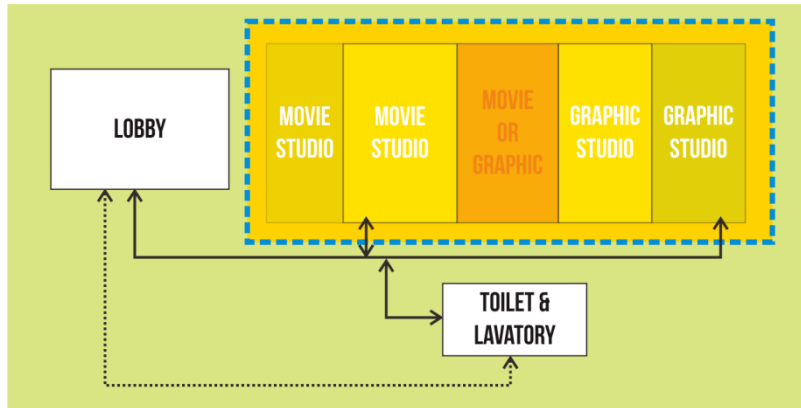 LOBBY
MOVIE
STUDIO
MOVIE
STUDIO
MOVIE
OR
GRAPHIC
GRAPHIC
STUDIO
GRAPHIC
STUDIO
TOILET &
LAVATORY